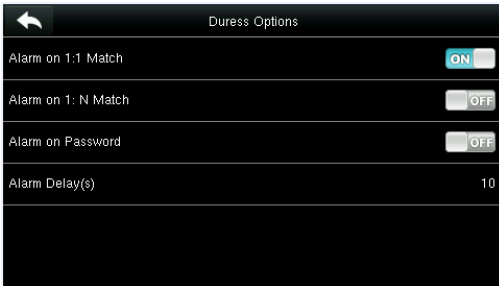 Duress Options
Alarm on 1:1 Match ON
Alarm on 1: N Match OFF
Alarm on Password OFF
Alarm Delay(s) 10